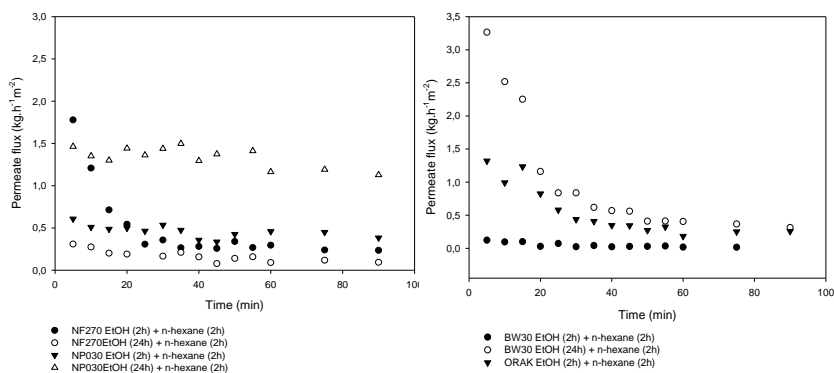 3,0
2,5
2,0
1,5
1,0
0,5
0,0
Permeate flux (kg.h-1m-2)
0 20 40 60 80 10
Time (min)
NF270 EtOH (2h) + n-hexane (2h)
NF270EtOH (24h) + n-hexane (2h)
NP030 EtOH (2h) + n-hexane (2h)
NP030EtOH (24h) + n-hexane (2h)
3,5
3,0
2,5
2,0
1,5
1,0
0,5
0,0
Permeate flux (kg.h-1m-2)
0 20 40 60 80 100
Time (min)
BW30 EtOH (2h) + n-hexane (2h)
BW30 EtOH (24h) + n-hexane (2h)
ORAK EtOH (2h) + n-hexane (2h)